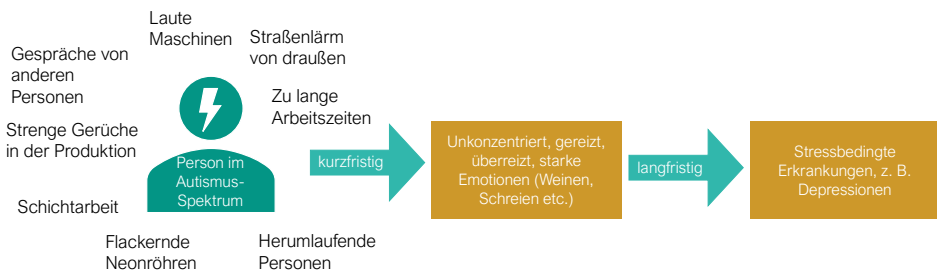 Laute
Maschinen
Straßenlärm
von draußen
Gespräche von
anderen
Personen
Zu lange
Arbeitszeiten
Strenge Gerüche
in der Produktion
Person im
Autismus-
Spektrum
Schichtarbeit
Flackernde
Neonröhren
Herumlaufende
Personen
kurzfristig
Unkonzentriert, gereizt,
überreizt, starke
Emotionen (Weinen,
Schreien etc.)
langfristig
Stressbedingte
Erkrankungen, z. B.
Depressionen